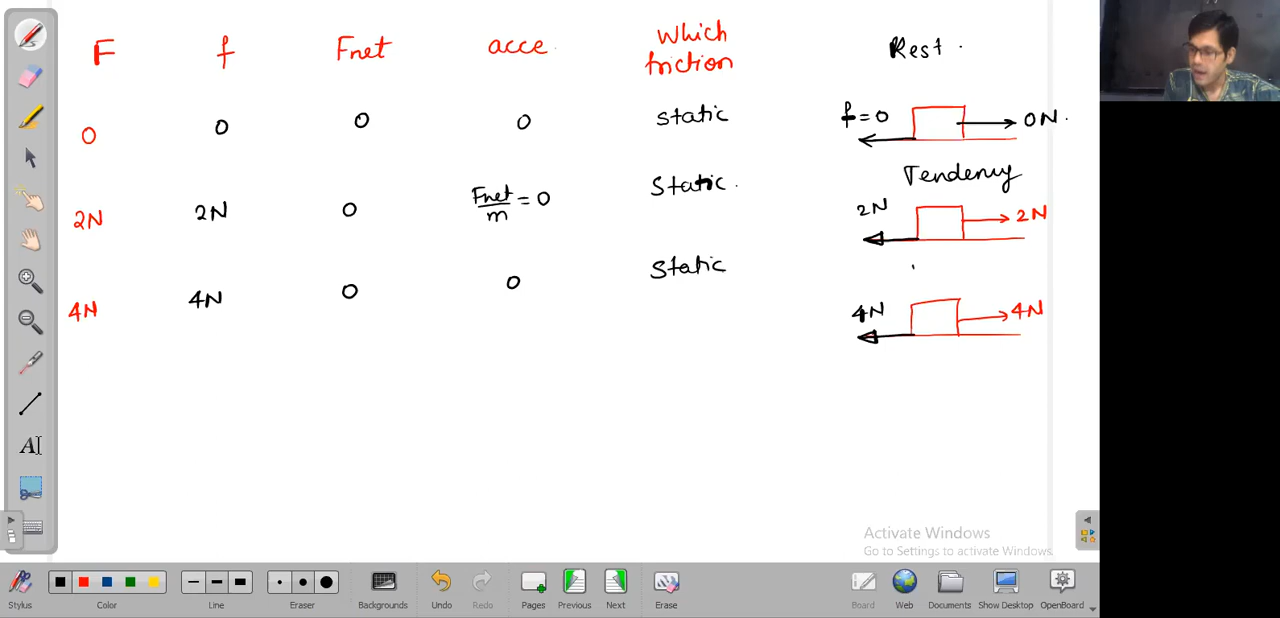 F f Fnet acce which friction Rest.
0 0 0 0 static f = 0 0N.
Tendency
2N 2N 0 Fnet/m = 0 Static. 2N 2N
4N 4N 0 0 static 4N 4N
Activate Windows
Go to Settings to activate Windows.
Stylus Color Line Eraser Backgrounds Undo Redo Pages Previous Next Erase Board Web Documents Show Desktop OpenBoard